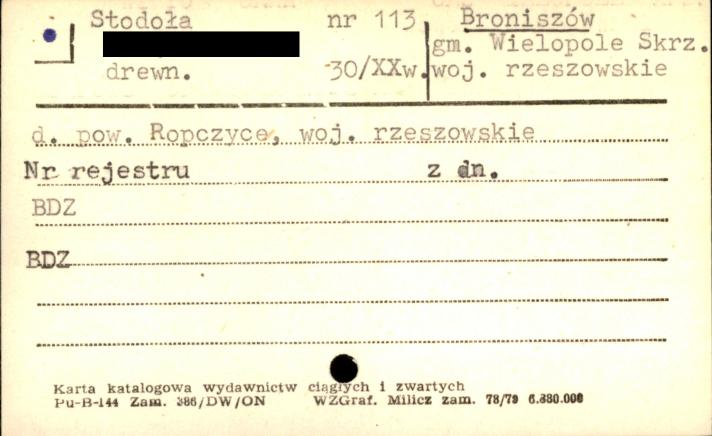 Stodoła nr 113 Broniszów
gm. Wielopole Skrz.
drewn. 30/XXw. woj. rzeszowskie
d. pow. Ropczyce, woj. rzeszowskie
Nr rejestru z dn.
BDZ
BDZ
Karta katalogowa wydawnictw ciągłych i zwartych
Pu-B-144 Zam. 386/DW/ON WZGraf. Milicz zam. 78/79 6.880.000